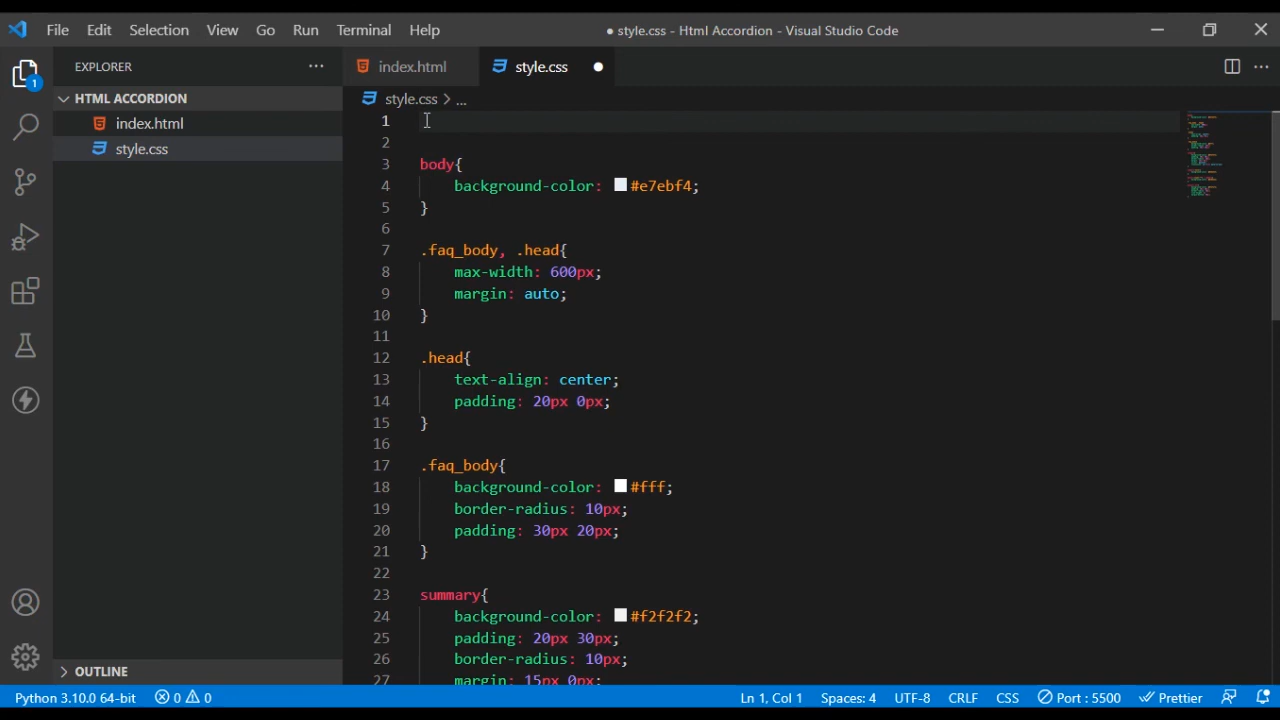 File Edit Selection View Go Run Terminal Help
● style.css - Html Accordion - Visual Studio Code
1
EXPLORER
HTML ACCORDION
index.html
style.css
OUTLINE
index.html style.css
style.css > ...
1
2
3 body{
4 background-color: #e7ebf4;
5 }
6
7 .faq_body, .head{
8 max-width: 600px;
9 margin: auto;
10 }
11
12 .head{
13 text-align: center;
14 padding: 20px 0px;
15 }
16
17 .faq_body{
18 background-color: #fff;
19 border-radius: 10px;
20 padding: 30px 20px;
21 }
22
23 summary{
24 background-color: #f2f2f2;
25 padding: 20px 30px;
26 border-radius: 10px;
27 margin: 15px 0px;
Python 3.10.0 64-bit 0 0 Ln 1, Col 1 Spaces: 4 UTF-8 CRLF CSS Port : 5500 Prettier